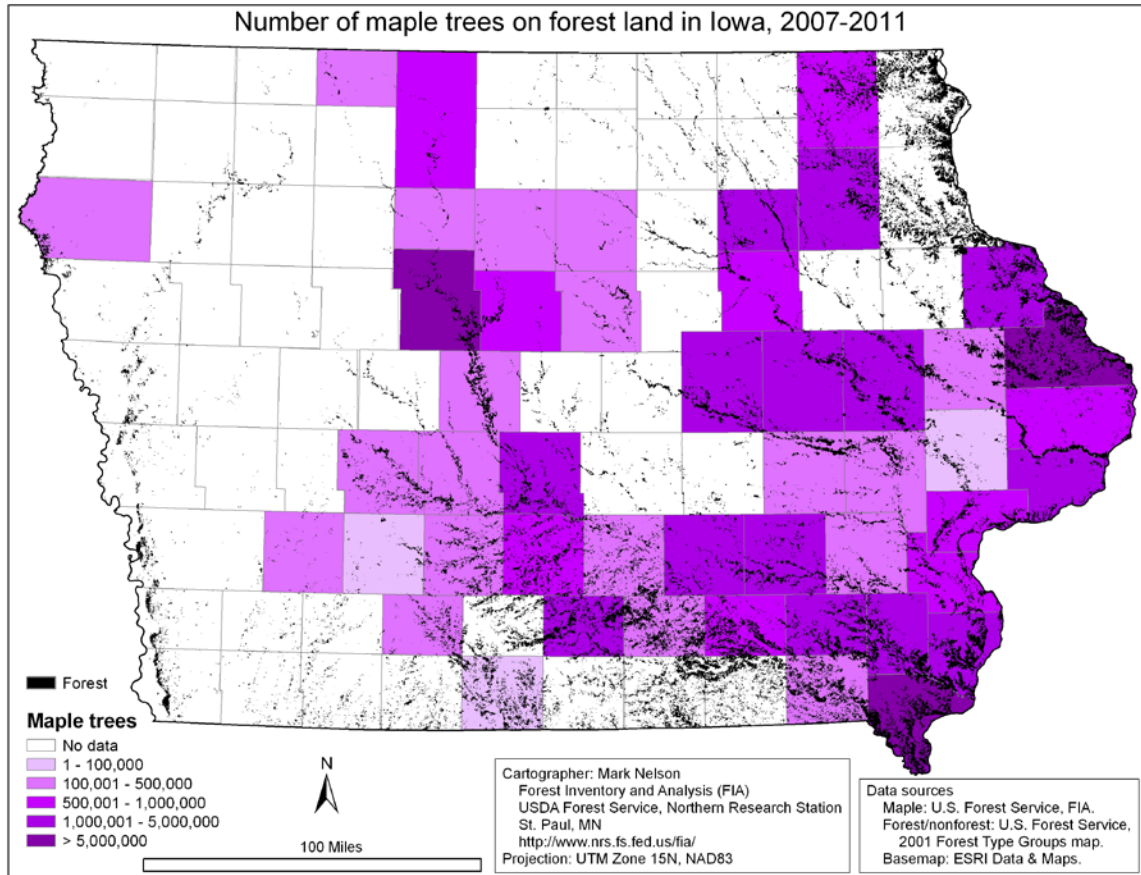 Number of maple trees on forest land in Iowa, 2007-2011
Forest
Maple trees
No data
1 - 100,000
100,001 - 500,000
500,001 - 1,000,000
1,000,001 - 5,000,000
> 5,000,000
N
100 Miles
Cartographer: Mark Nelson
Forest Inventory and Analysis (FIA)
USDA Forest Service, Northern Research Station
St. Paul, MN
http://www.nrs.fs.fed.us/fia/
Projection: UTM Zone 15N, NAD83
Data sources
Maple: U.S. Forest Service, FIA.
Forest/nonforest: U.S. Forest Service,
2001 Forest Type Groups map.
Basemap: ESRI Data & Maps.